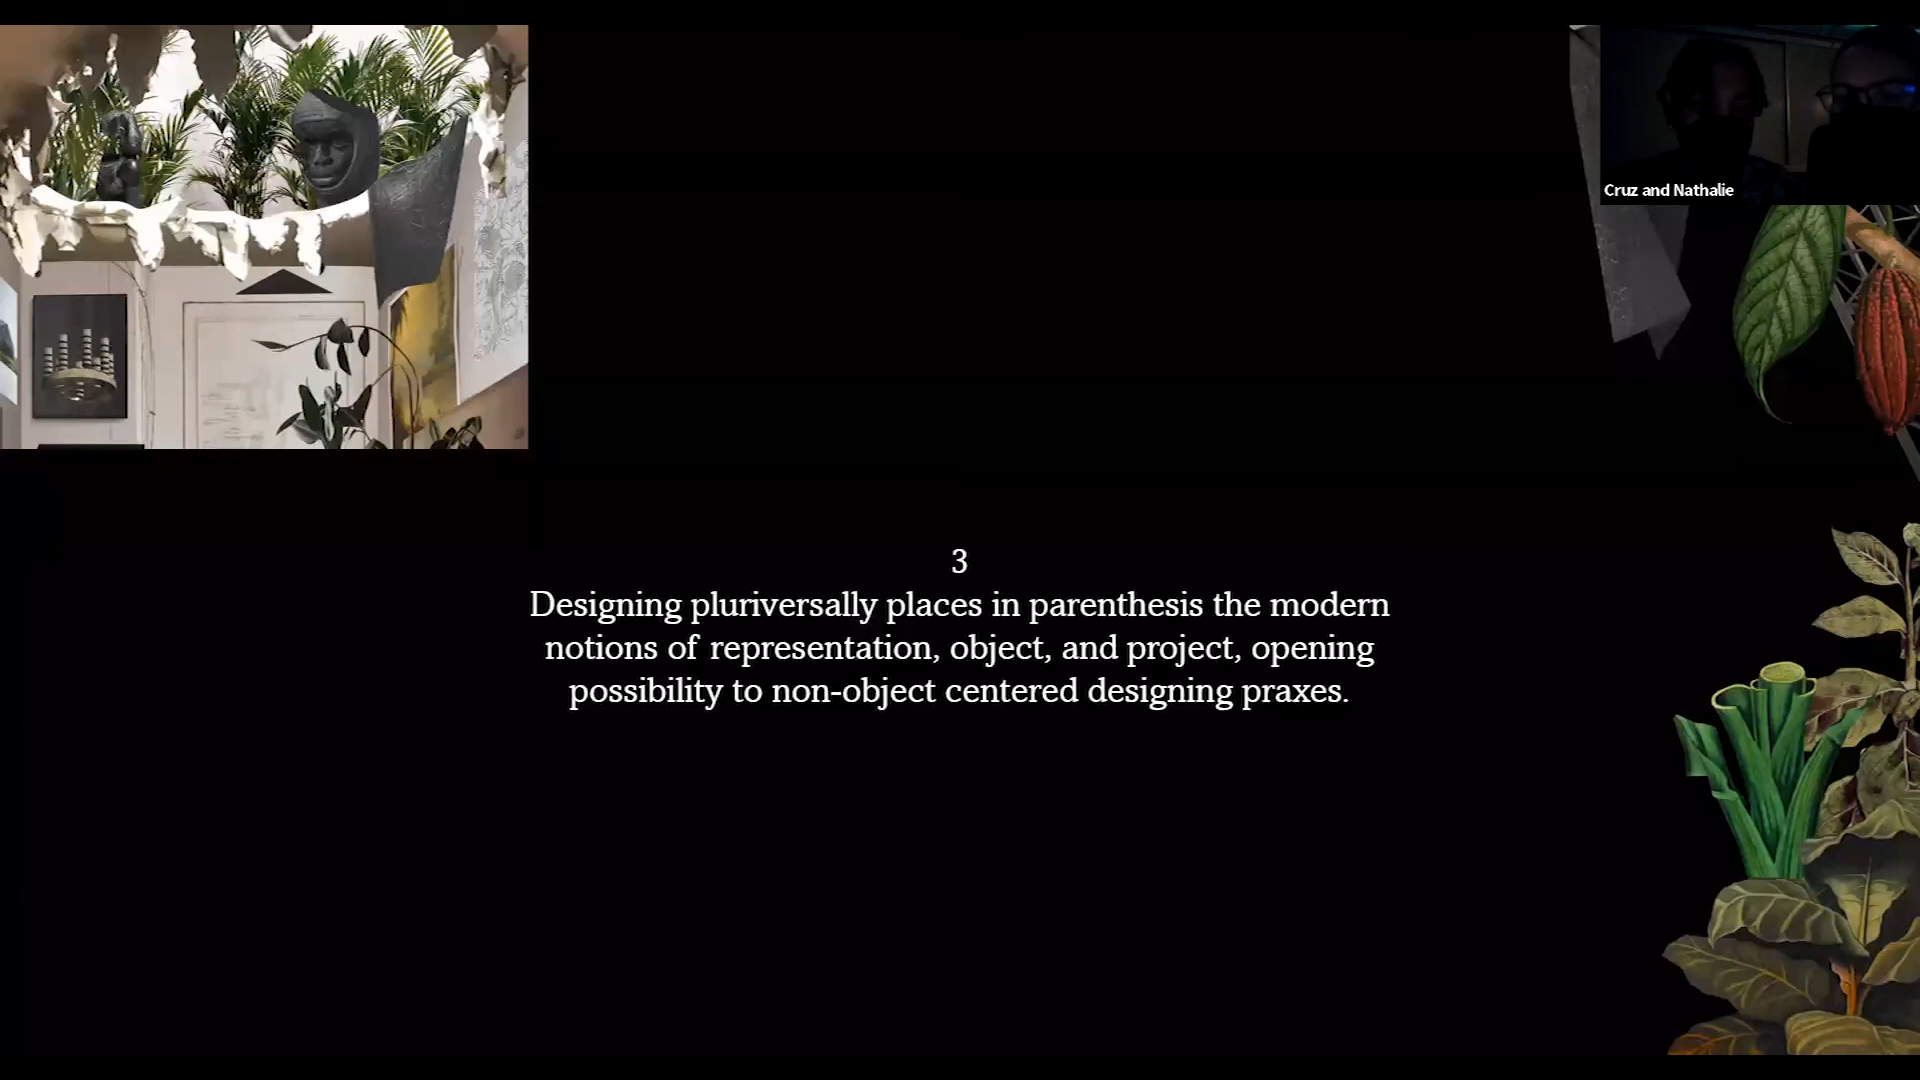 Cruz and Nathalie
3
Designing pluriversally places in parenthesis the modern
notions of representation, object, and project, opening
possibility to non-object centered designing praxes.